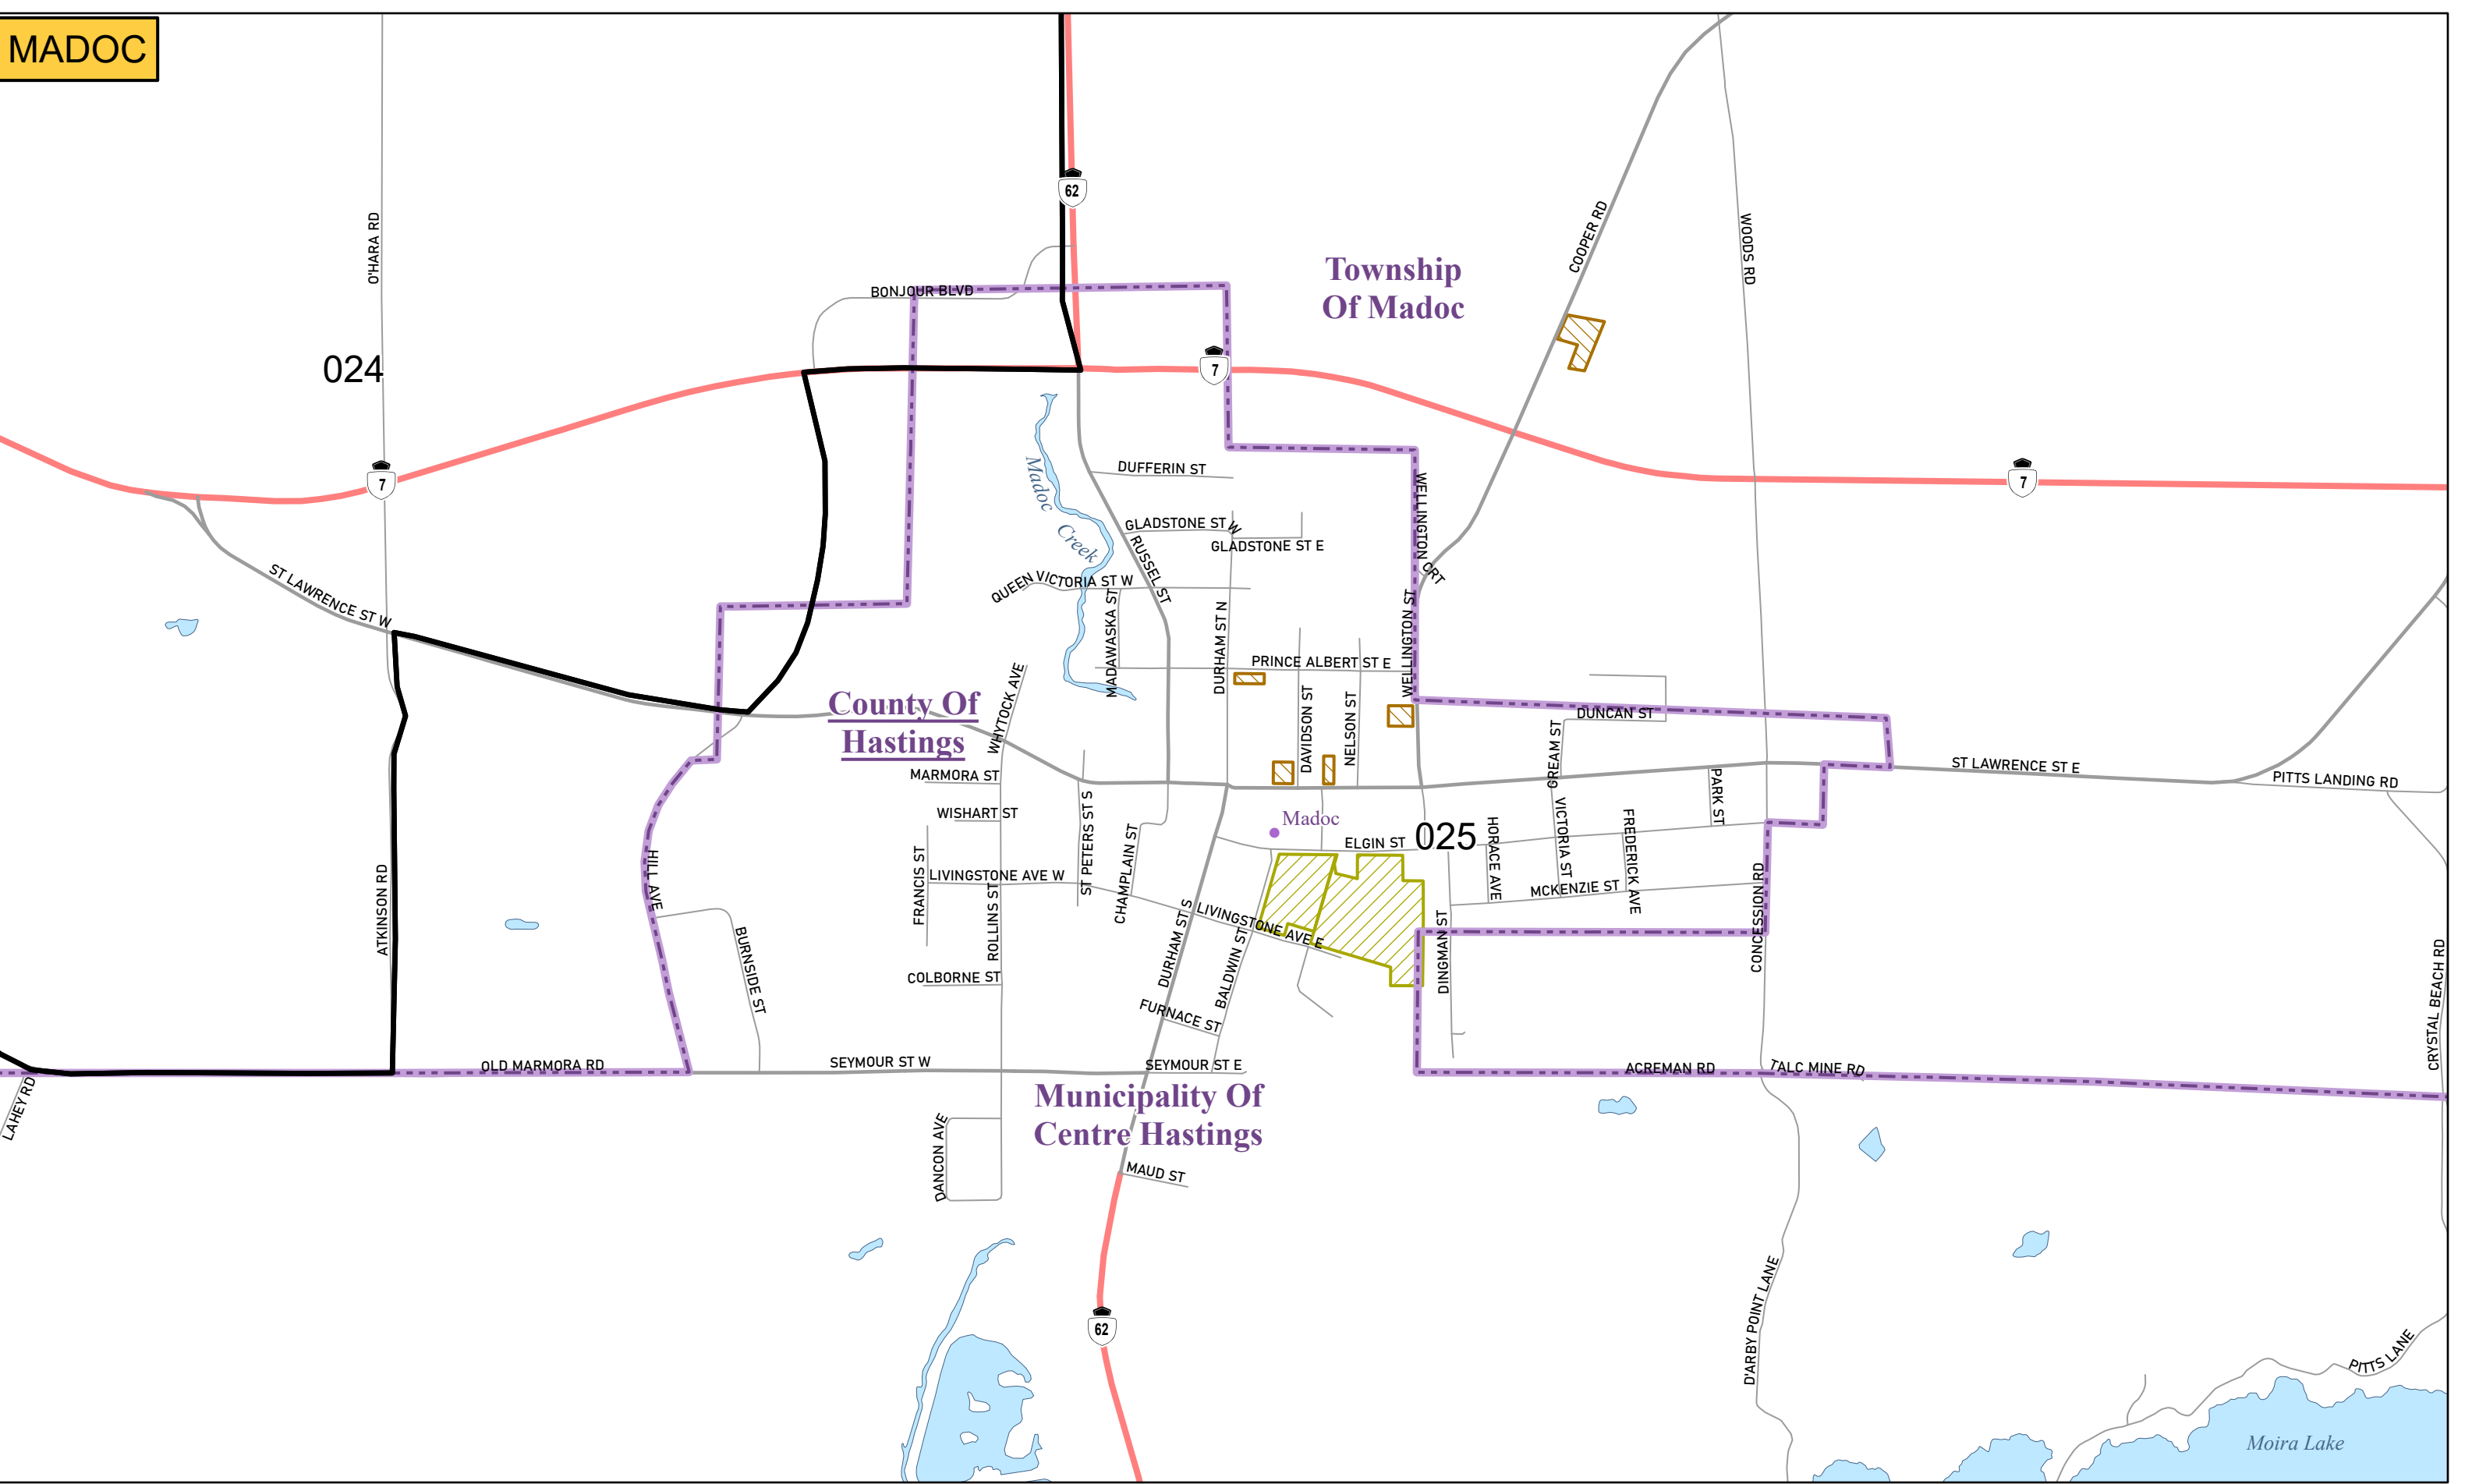 MADOC
62
O'HARA RD
COOPER RD
WOODS RD
Township
Of Madoc
BONJOUR BLVD
024
7
7
7
DUFFERIN ST
Madoc Creek
WELLINGTON CRT
GLADSTONE ST W
GLADSTONE ST E
RUSSEL ST
QUEEN VICTORIA ST W
ST LAWRENCE ST W
MADAWASKA ST
DURHAM ST N
WELLINGTON ST
PRINCE ALBERT ST E
County Of
Hastings
WHYTOCK AVE
DAVIDSON ST
NELSON ST
DUNCAN ST
GREAM ST
MARMORA ST
ST LAWRENCE ST E
PITTS LANDING RD
PARK ST
WISHART ST
ST PETERS ST S
CHAMPLAIN ST
Madoc
025
ELGIN ST
HORACE AVE
VICTORIA ST
FREDERICK AVE
HILL AVE
FRANCIS ST
LIVINGSTONE AVE W
MCKENZIE ST
ATKINSON RD
ROLLINS ST
LIVINGSTONE AVE E
DURHAM ST S
BALDWIN ST
DINGMAN ST
CONCESSION RD
BURNSIDE ST
COLBORNE ST
FURNACE ST
CRYSTAL BEACH RD
OLD MARMORA RD
SEYMOUR ST W
SEYMOUR ST E
ACREMAN RD
TALC MINE RD
LAHEY RD
Municipality Of
Centre Hastings
DANCON AVE
MAUD ST
62
D'ARBY POINT LANE
PITTS LANE
Moira Lake